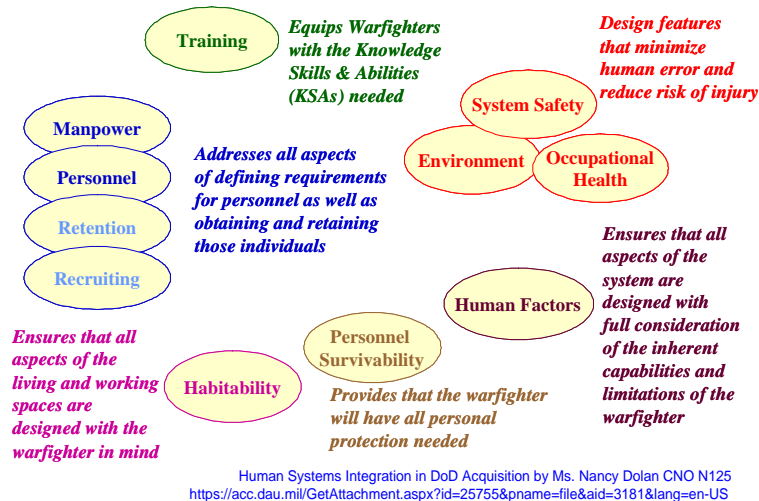 Training
Equips Warfighters
with the Knowledge
Skills & Abilities
(KSAs) needed
Design features
that minimize
human error and
reduce risk of injury
System Safety
Environment
Occupational
Health
Manpower
Personnel
Retention
Recruiting
Addresses all aspects
of defining requirements
for personnel as well as
obtaining and retaining
those individuals
Human Factors
Ensures that all
aspects of the
system are
designed with
full consideration
of the inherent
capabilities and
limitations of the
warfighter
Personnel
Survivability
Provides that the warfighter
will have all personal
protection needed
Habitability
Ensures that all
aspects of the
living and working
spaces are
designed with the
warfighter in mind
Human Systems Integration in DoD Acquisition by Ms. Nancy Dolan CNO N125
https://acc.dau.mil/GetAttachment.aspx?id=25755&pname=file&aid=3181&lang=en-US